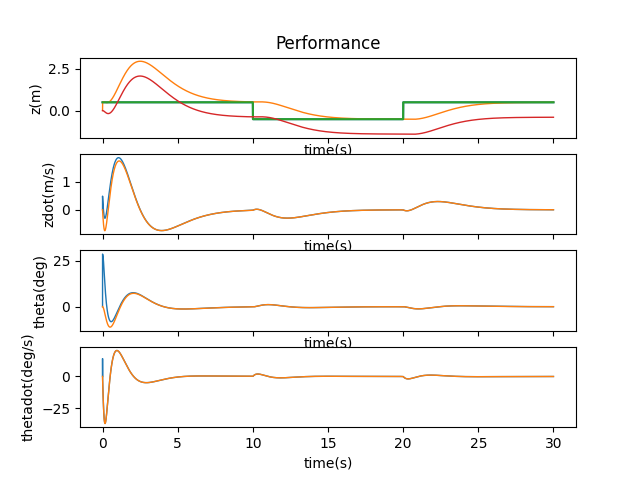 Performance
2.5
z(m)
0.0
time(s)
1
zdot(m/s)
0
time(s)
25
theta(deg)
0
time(s)
thetadot(deg/s)
0
−25
0 5 10 15 20 25 30
time(s)